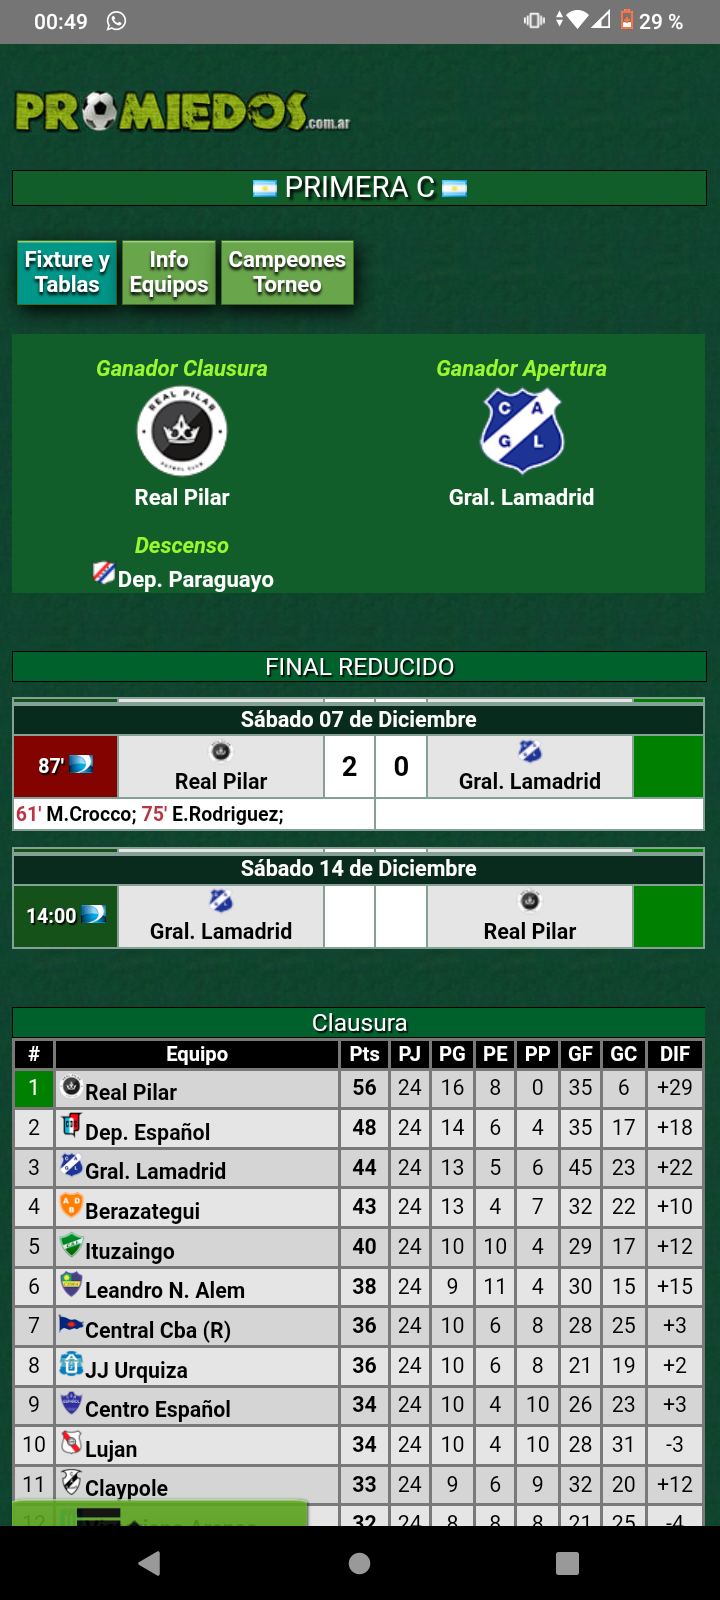 00:49 29 %
PROMIEDOS.com.ar
PRIMERA C
Fixture y Tablas Info Equipos Campeones Torneo
Ganador Clausura Ganador Apertura
REAL PILAR
FUTBOL CLUB
C A
G L
Real Pilar Gral. Lamadrid
Descenso
Dep. Paraguayo
FINAL REDUCIDO
Sábado 07 de Diciembre
87' Real Pilar 2 0 Gral. Lamadrid
61' M.Crocco; 75' E.Rodriguez;
Sábado 14 de Diciembre
14:00 Gral. Lamadrid Real Pilar
Clausura
# Equipo Pts PJ PG PE PP GF GC DIF
1 Real Pilar 56 24 16 8 0 35 6 +29
2 Dep. Español 48 24 14 6 4 35 17 +18
3 Gral. Lamadrid 44 24 13 5 6 45 23 +22
4 Berazategui 43 24 13 4 7 32 22 +10
5 Ituzaingo 40 24 10 10 4 29 17 +12
6 Leandro N. Alem 38 24 9 11 4 30 15 +15
7 Central Cba (R) 36 24 10 6 8 28 25 +3
8 JJ Urquiza 36 24 10 6 8 21 19 +2
9 Centro Español 34 24 10 4 10 26 23 +3
10 Lujan 34 24 10 4 10 28 31 -3
11 Claypole 33 24 9 6 9 32 20 +12
12 32 24 8 8 8 21 25 -4